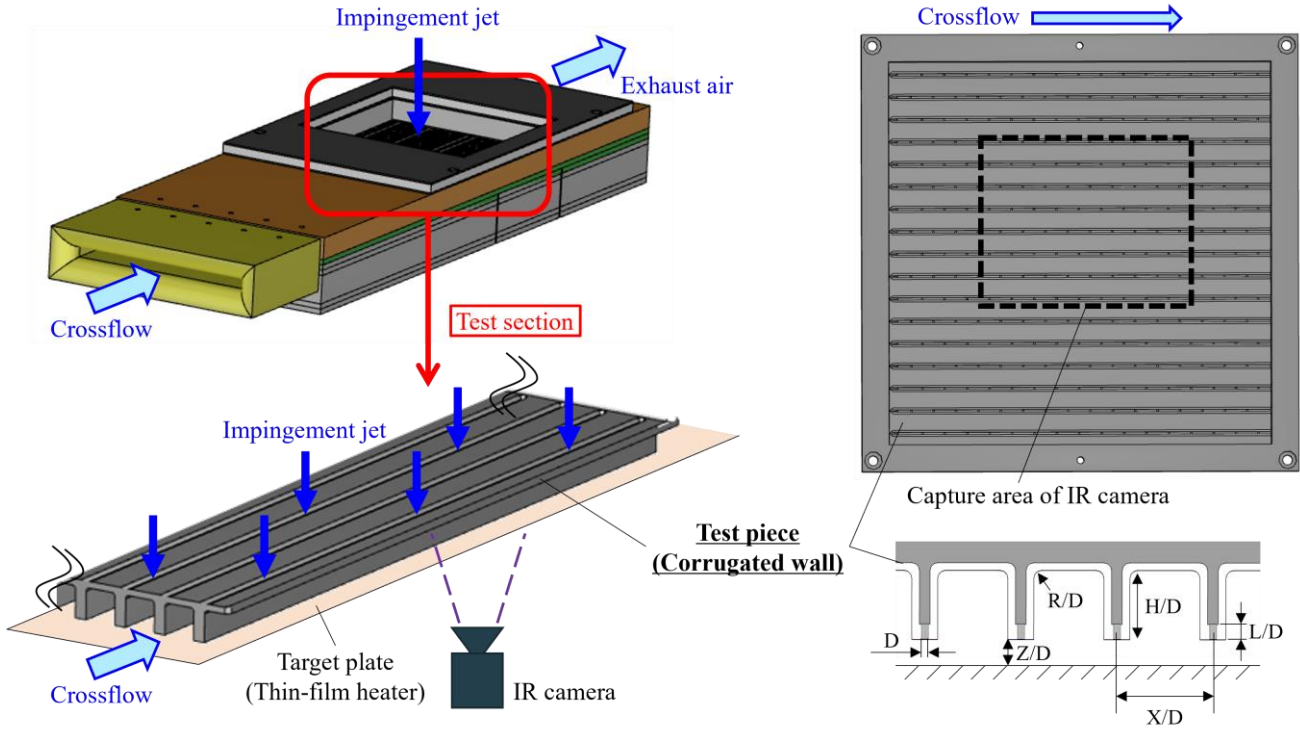 Impingement jet
Exhaust air
Crossflow
Test section
Impingement jet
Test piece
(Corrugated wall)
Target plate
(Thin-film heater)
IR camera
Crossflow
Crossflow
Capture area of IR camera
R/D
H/D
L/D
D
Z/D
X/D